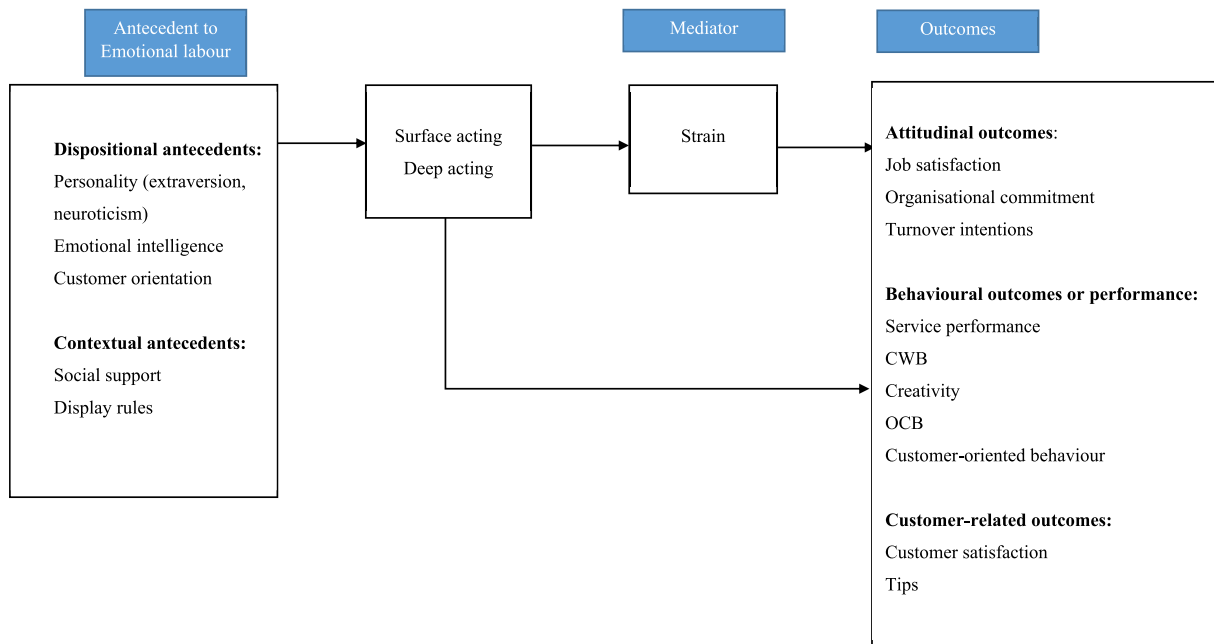 Antecedent to
Emotional labour
Mediator
Outcomes
Dispositional antecedents:
Personality (extraversion,
neuroticism)
Emotional intelligence
Customer orientation
Contextual antecedents:
Social support
Display rules
Surface acting
Deep acting
Strain
Attitudinal outcomes:
Job satisfaction
Organisational commitment
Turnover intentions
Behavioural outcomes or performance:
Service performance
CWB
Creativity
OCB
Customer-oriented behaviour
Customer-related outcomes:
Customer satisfaction
Tips